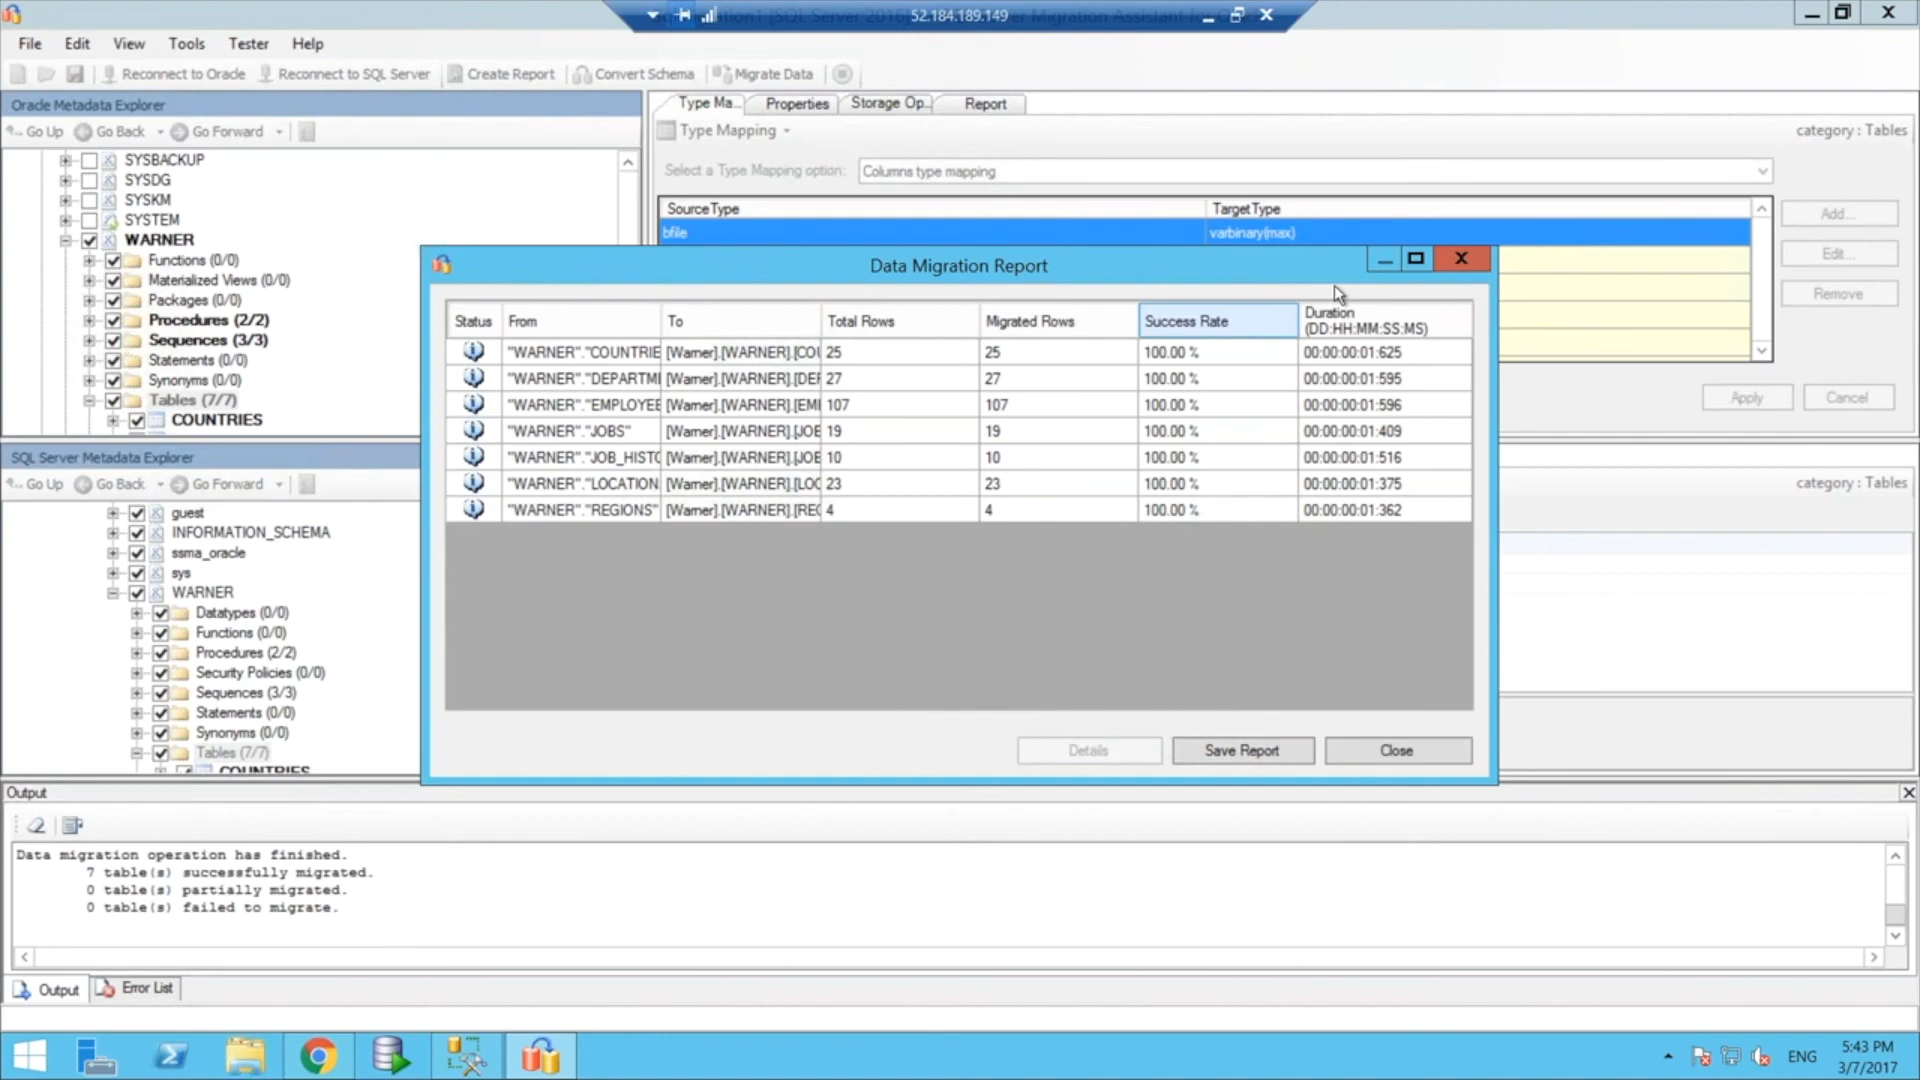 52.184.189.149
File Edit View Tools Tester Help
Reconnect to Oracle Reconnect to SQL Server Create Report Convert Schema Migrate Data
Oracle Metadata Explorer
Go Up Go Back Go Forward
SYSBACKUP
SYSDG
SYSKM
SYSTEM
WARNER
Functions (0/0)
Materialized Views (0/0)
Packages (0/0)
Procedures (2/2)
Sequences (3/3)
Statements (0/0)
Synonyms (0/0)
Tables (7/7)
COUNTRIES
Type Ma... Properties Storage Op... Report
Type Mapping category : Tables
Select a Type Mapping option: Columns type mapping
Source Type Target Type
bfile varbinary(max)
Add...
Edit...
Remove
Apply Cancel
Data Migration Report
Status From To Total Rows Migrated Rows Success Rate Duration (DD:HH:MM:SS:MS)
"WARNER"."COUNTRIE [Warner].[WARNER].[COU 25 25 100.00 % 00:00:00:01:625
"WARNER"."DEPARTM [Warner].[WARNER].[DEP 27 27 100.00 % 00:00:00:01:595
"WARNER"."EMPLOYEE [Warner].[WARNER].[EMP 107 107 100.00 % 00:00:00:01:596
"WARNER"."JOBS" [Warner].[WARNER].[JOB 19 19 100.00 % 00:00:00:01:409
"WARNER"."JOB_HISTO [Warner].[WARNER].[JOB 10 10 100.00 % 00:00:00:01:516
"WARNER"."LOCATION [Warner].[WARNER].[LOC 23 23 100.00 % 00:00:00:01:375
"WARNER"."REGIONS" [Warner].[WARNER].[REG 4 4 100.00 % 00:00:00:01:362
Details Save Report Close
SQL Server Metadata Explorer
Go Up Go Back Go Forward
category : Tables
guest
INFORMATION_SCHEMA
ssma_oracle
sys
WARNER
Datatypes (0/0)
Functions (0/0)
Procedures (2/2)
Security Policies (0/0)
Sequences (3/3)
Statements (0/0)
Synonyms (0/0)
Tables (7/7)
COUNTRIES
Output
Data migration operation has finished.
7 table(s) successfully migrated.
0 table(s) partially migrated.
0 table(s) failed to migrate.
Output Error List
ENG
5:43 PM
3/7/2017